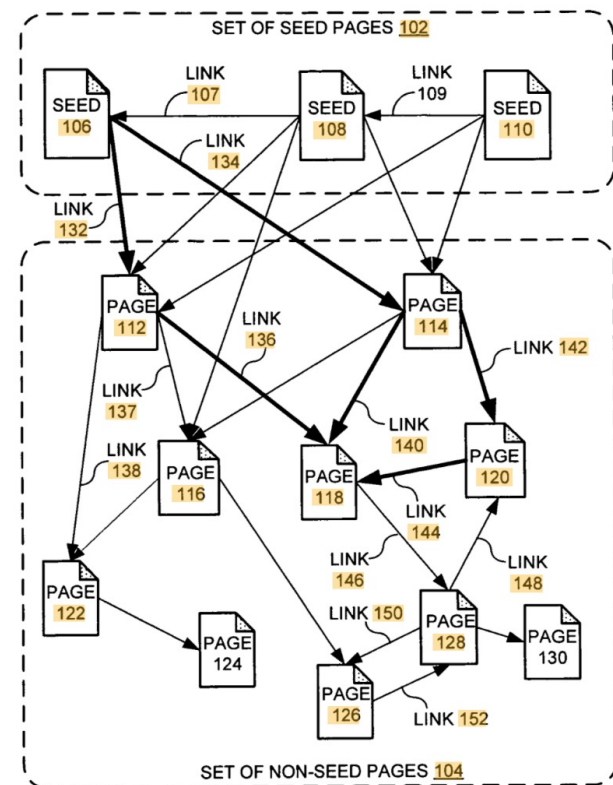 SET OF SEED PAGES 102
LINK
107
LINK
109
SEED
106
SEED
108
SEED
110
LINK
134
LINK
132
PAGE
112
PAGE
114
LINK
136
LINK 142
LINK
137
LINK
140
LINK
138
PAGE
116
PAGE
118
PAGE
120
LINK
144
LINK
146
LINK
148
PAGE
122
PAGE
124
LINK 150
PAGE
128
PAGE
130
PAGE
126
LINK 152
SET OF NON-SEED PAGES 104